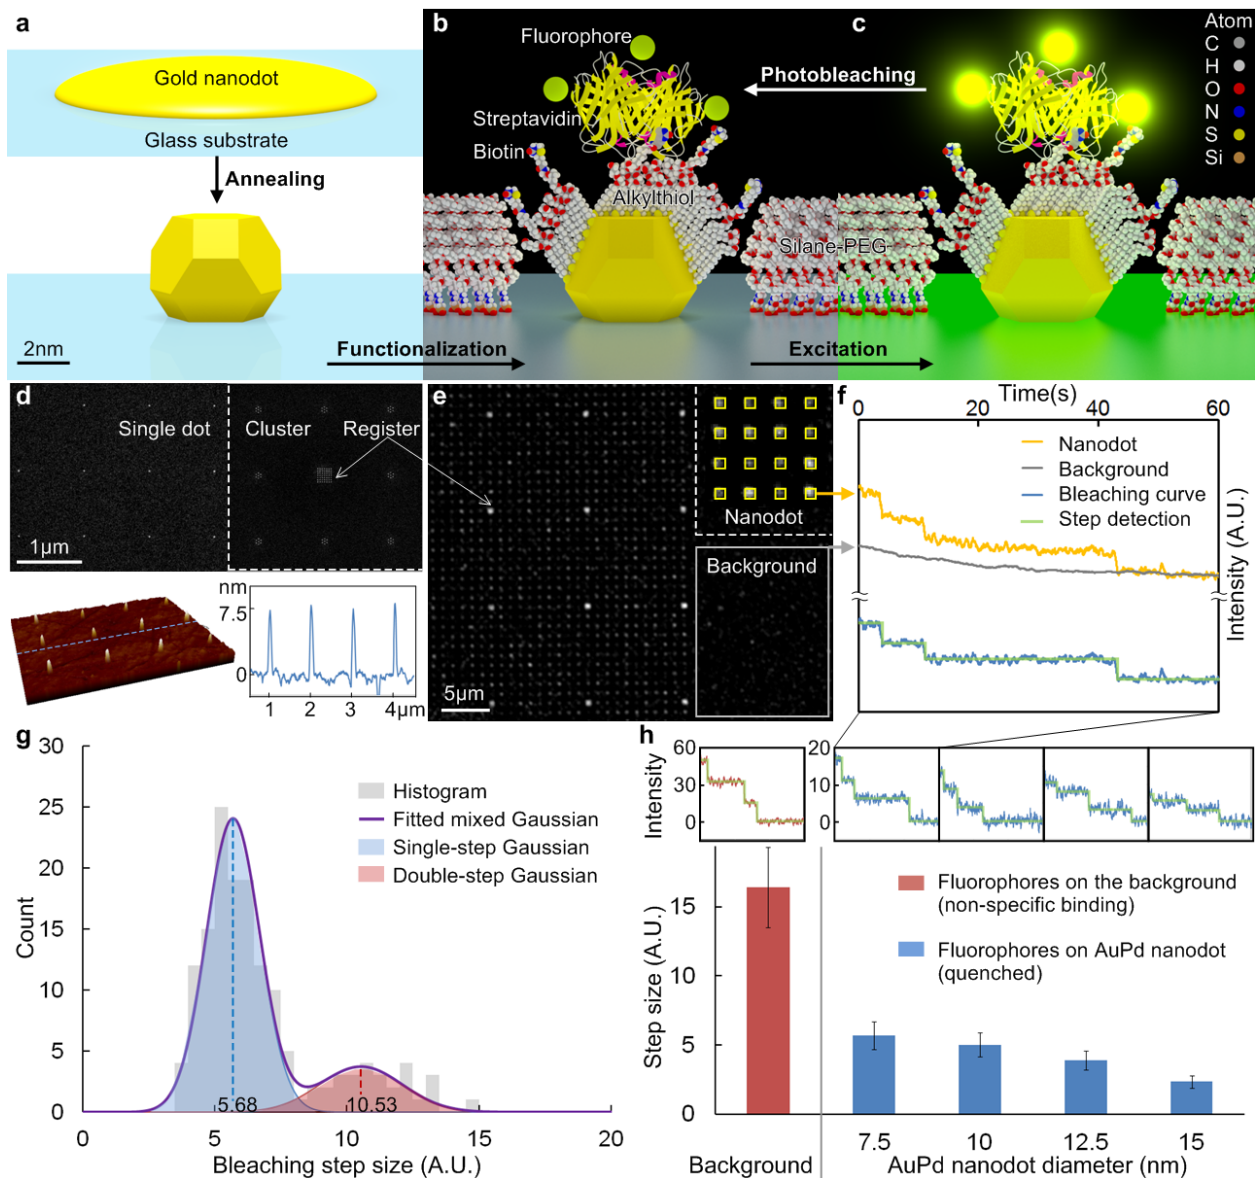 a
Gold nanodot
Glass substrate
Annealing
2nm
Functionalization
b
Fluorophore
Streptavidin
Biotin
Alkylthiol
Silane-PEG
Photobleaching
Excitation
c
Atom
C
H
O
N
S
Si
d
Single dot
Cluster
Register
1μm
nm
7.5
0
1
2
3
4μm
e
Nanodot
Background
5μm
f
Time(s)
0
20
40
60
Nanodot
Background
Bleaching curve
Step detection
Intensity (A.U.)
g
30
25
20
15
10
5
0
Count
Histogram
Fitted mixed Gaussian
Single-step Gaussian
Double-step Gaussian
5.68
10.53
0
5
10
15
20
Bleaching step size (A.U.)
h
60
30
0
Intensity
20
10
0
15
10
5
0
Step size (A.U.)
Fluorophores on the background
(non-specific binding)
Fluorophores on AuPd nanodot
(quenched)
7.5
10
12.5
15
Background
AuPd nanodot diameter (nm)